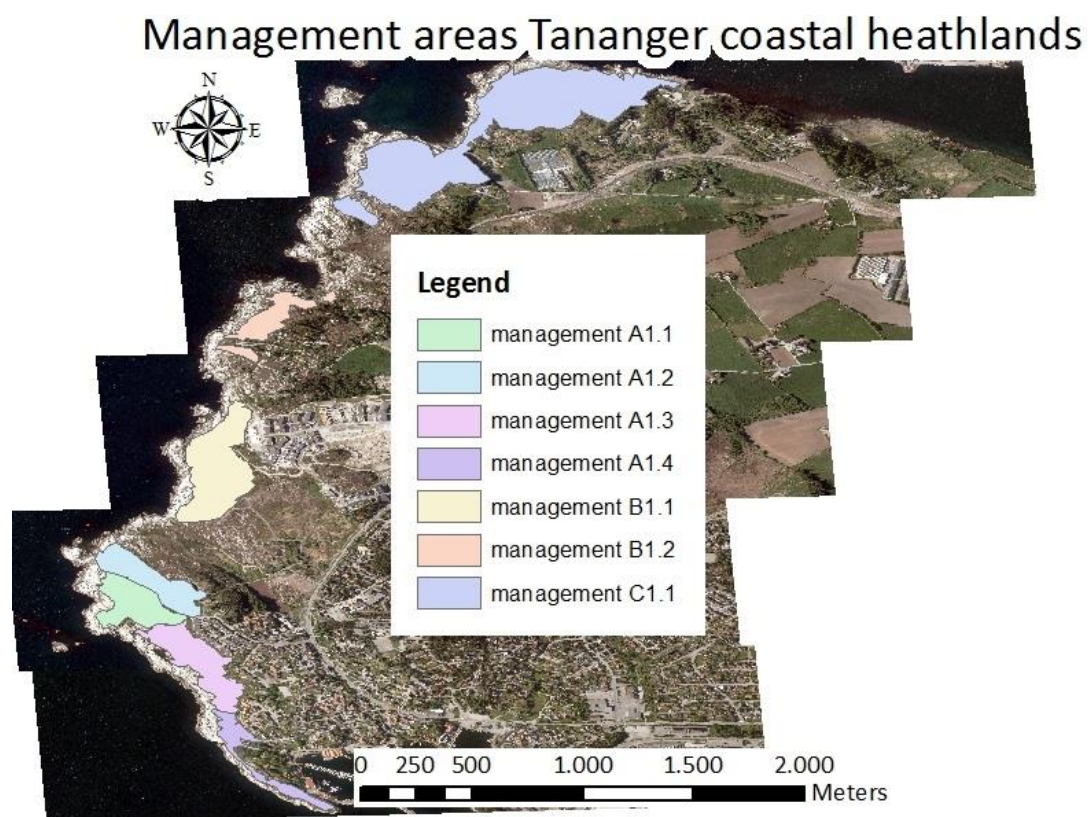 Management areas Tananger coastal heathlands
N
W E
S
Legend
management A1.1
management A1.2
management A1.3
management A1.4
management B1.1
management B1.2
management C1.1
0 250 500 1.000 1.500 2.000
Meters